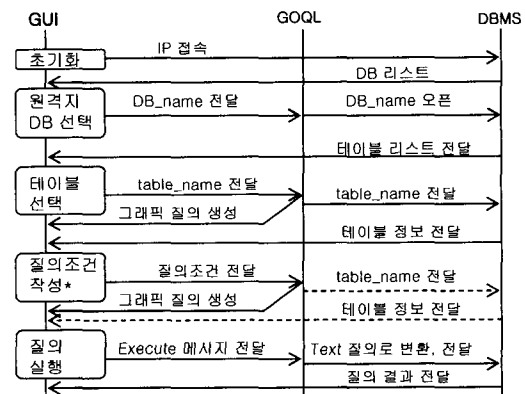 GUI GOQL DBMS
초기화 IP 접속
DB 리스트
원격지 DB_name 전달 DB_name 오픈
DB 선택
테이블 리스트 전달
테이블 table_name 전달 table_name 전달
선택
그래픽 질의 생성
테이블 정보 전달
질의조건 질의조건 전달 table_name 전달
작성*
그래픽 질의 생성 테이블 정보 전달
질의 Execute 메사지 전달 Text 질의로 변환, 전달
실행
질의 결과 전달